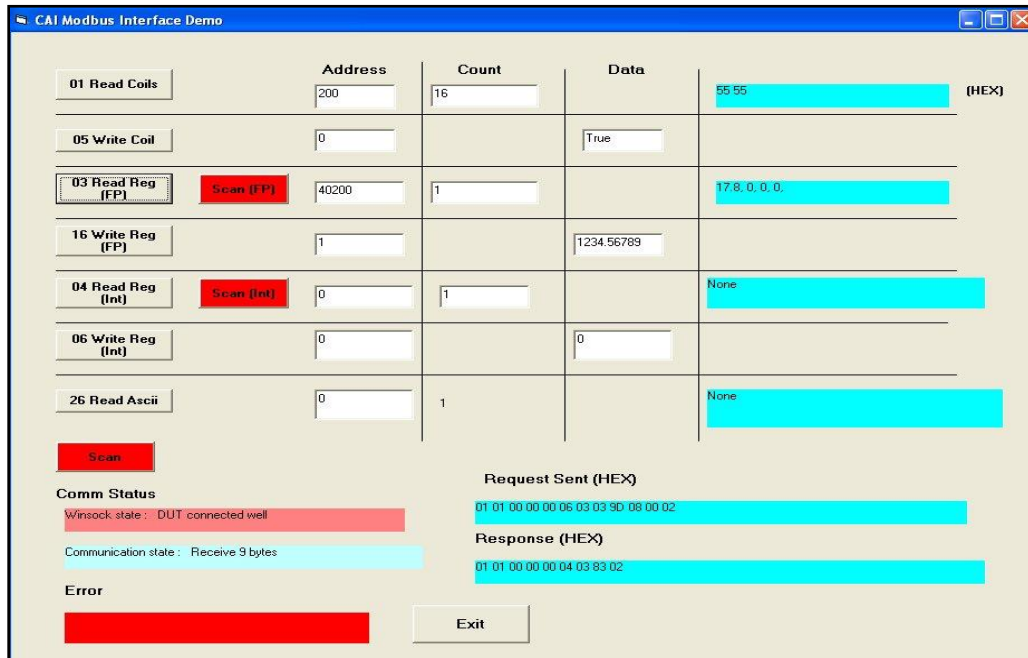 CAI Modbus Interface Demo
Address Count Data
01 Read Coils 200 16 55 55 (HEX)
05 Write Coil 0 True
03 Read Reg (FP) Scan (FP) 40200 1 17.8, 0, 0, 0,
16 Write Reg (FP) 1 1234.56789
04 Read Reg (Int) Scan (Int) 0 1 None
06 Write Reg (Int) 0 0
26 Read Ascii 0 1 None
Scan
Request Sent (HEX)
Comm Status
01 01 00 00 00 06 03 03 9D 08 00 02
Winsock state : DUT connected well
Response (HEX)
Communication state : Receive 9 bytes
01 01 00 00 00 04 03 83 02
Error
Exit